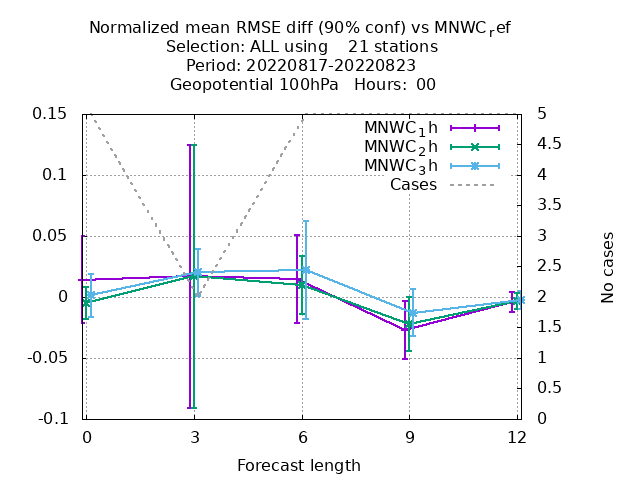 Normalized mean RMSE diff (90% conf) vs MNWC_ref
Selection: ALL using    21 stations
Period: 20220817-20220823
Geopotential 100hPa   Hours:  00
MNWC_1h
MNWC_2h
MNWC_3h
Cases
0.15
0.1
0.05
0
-0.05
-0.1
5
4.5
4
3.5
3
2.5
2
1.5
1
0.5
0
No cases
0 3 6 9 12
Forecast length